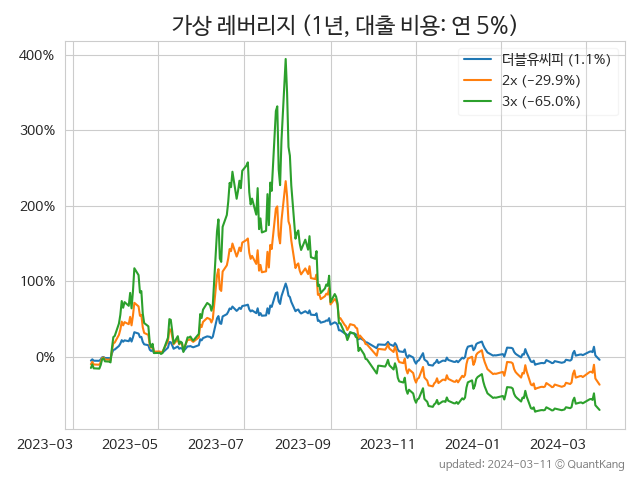 가상 레버리지 (1년, 대출 비용: 연 5%)
더블유씨피 (1.1%)
2x (-29.9%)
3x (-65.0%)
400%
300%
200%
100%
0%
2023-03 2023-05 2023-07 2023-09 2023-11 2024-01 2024-03
updated: 2024-03-11 © QuantKang